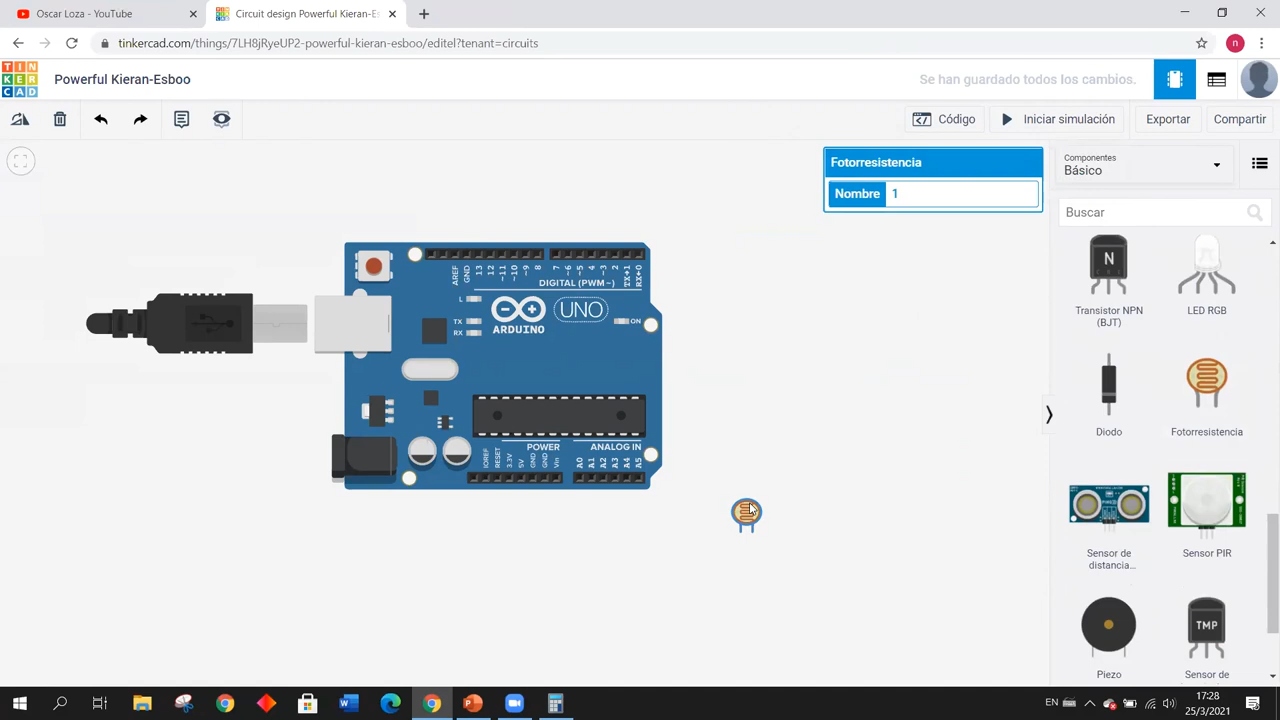 Oscar Loza - YouTube
Circuit design Powerful Kieran-Es
tinkercad.com/things/7LH8jRyeUP2-powerful-kieran-esboo/editel?tenant=circuits
n
TIN
KER
CAD
Powerful Kieran-Esboo
Se han guardado todos los cambios.
Código
Iniciar simulación
Exportar
Compartir
Fotorresistencia
Nombre
1
Componentes
Básico
Buscar
AREF
GND
13
12
~11
~10
~9
8
7
~6
~5
4
~3
2
TX→1
RX←0
DIGITAL (PWM~)
L
TX
RX
ARDUINO
UNO
ON
POWER
ANALOG IN
IOREF
RESET
3.3V
5V
GND
GND
Vin
A0
A1
A2
A3
A4
A5
N
Transistor NPN
(BJT)
LED RGB
Diodo
Fotorresistencia
Sensor de
distancia...
Sensor PIR
Piezo
TMP
Sensor de
EN
17:28
25/3/2021